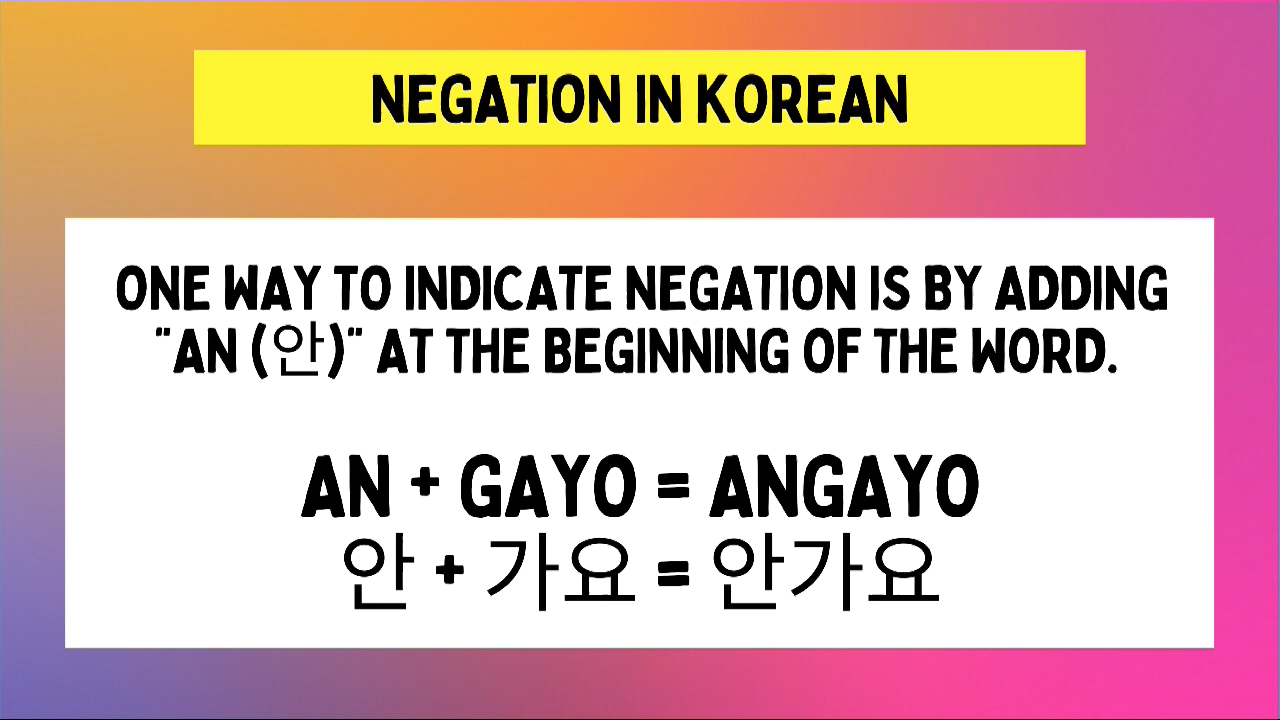 NEGATION IN KOREAN
ONE WAY TO INDICATE NEGATION IS BY ADDING
"AN (안)" AT THE BEGINNING OF THE WORD.
AN + GAYO = ANGAYO
안 + 가요 = 안가요